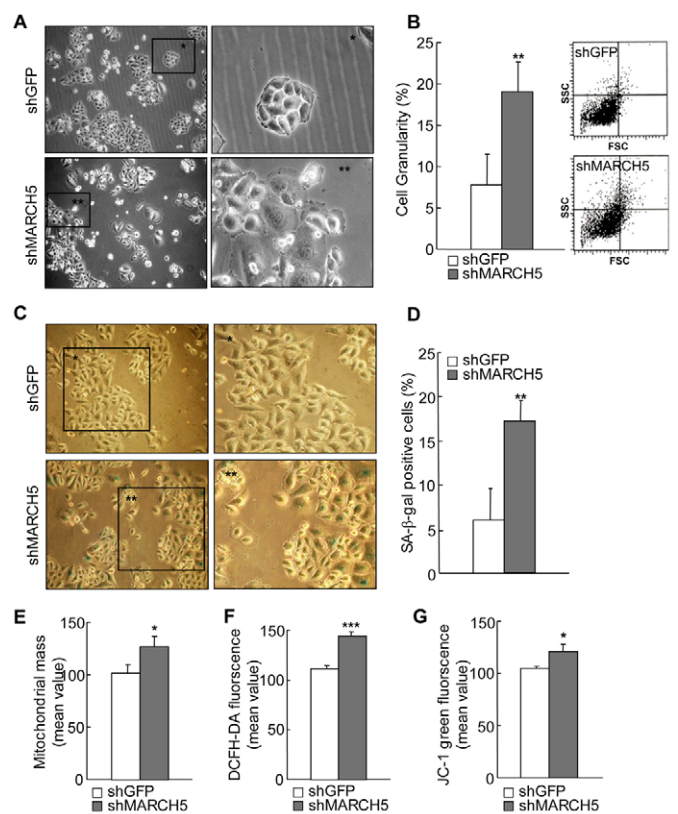 A
shGFP
*
*
shMARCH5
**
**
B
Cell Granularity (%)
25
20
15
10
5
0
**
shGFP
shMARCH5
shGFP
SSC
FSC
shMARCH5
SSC
FSC
C
shGFP
*
*
shMARCH5
**
**
D
SA-β-gal positive cells (%)
25
20
15
10
5
0
shGFP
shMARCH5
**
E
Mitochondrial mass
(mean value)
150
100
50
0
*
shGFP
shMARCH5
F
DCFH-DA fluorscence
(mean value)
150
100
50
0
***
shGFP
shMARCH5
G
JC-1 green fluorescence
(mean value)
150
100
50
0
*
shGFP
shMARCH5